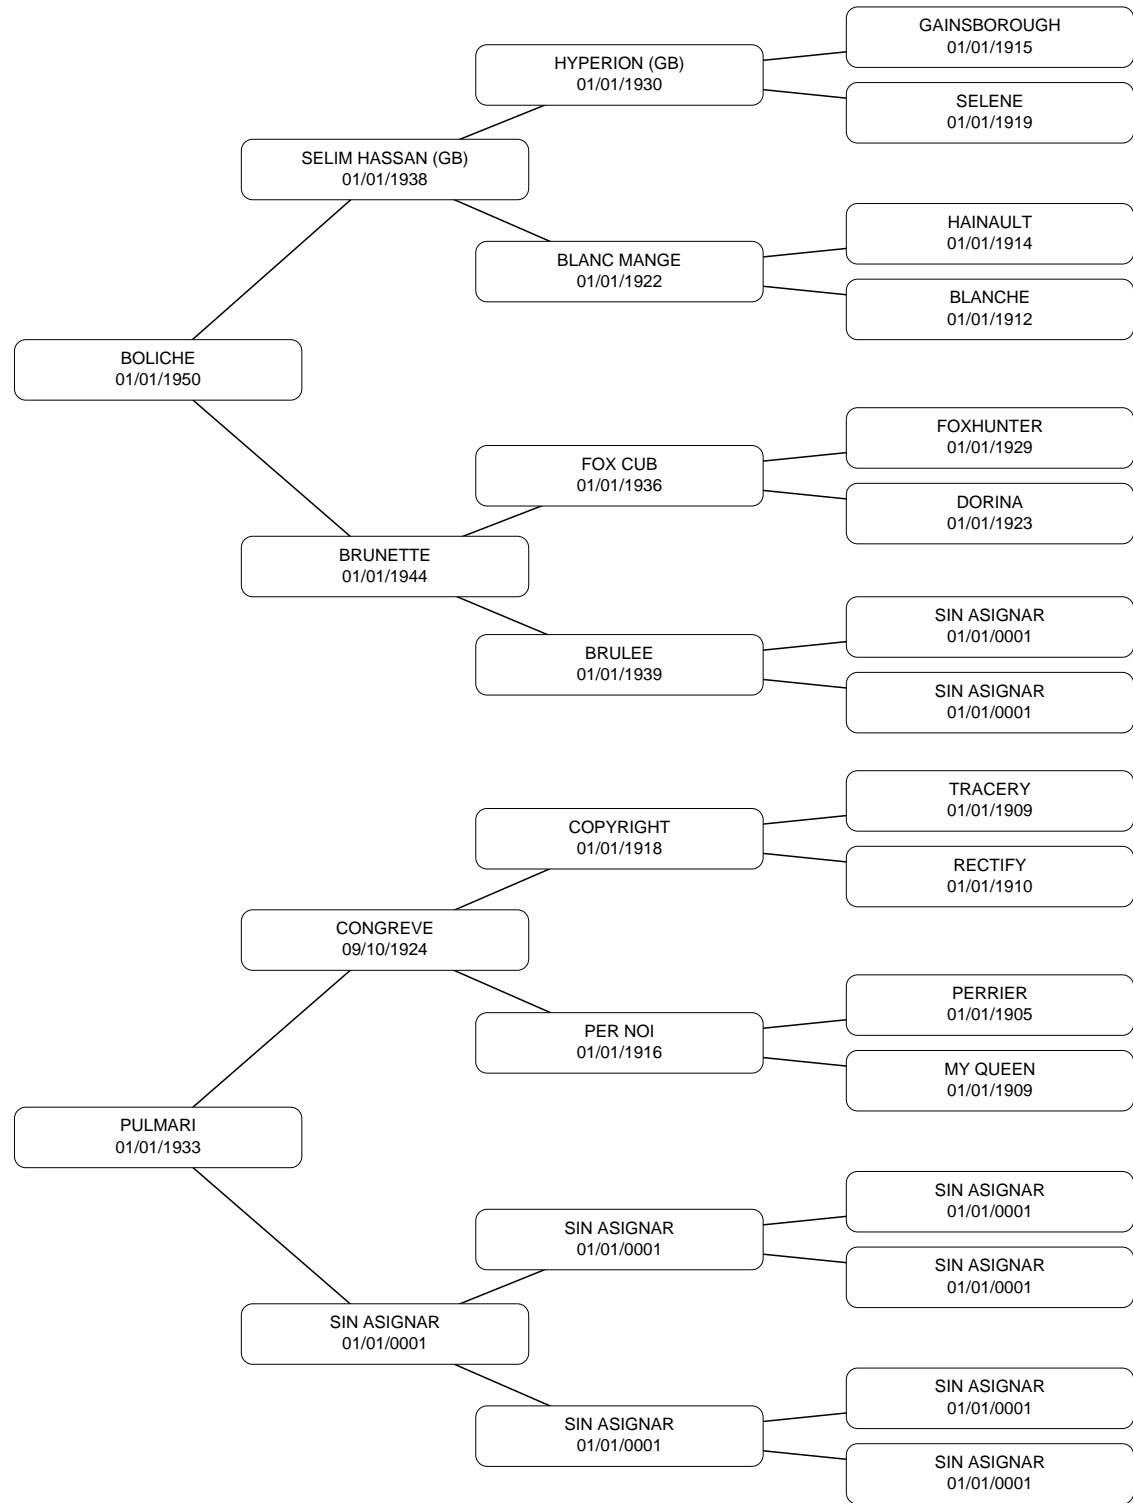 GAINSBOROUGH
01/01/1915
HYPERION (GB)
01/01/1930
SELENE
01/01/1919
SELIM HASSAN (GB)
01/01/1938
HAINAULT
01/01/1914
BLANC MANGE
01/01/1922
BLANCHE
01/01/1912
BOLICHE
01/01/1950
FOXHUNTER
01/01/1929
FOX CUB
01/01/1936
DORINA
01/01/1923
BRUNETTE
01/01/1944
SIN ASIGNAR
01/01/0001
BRULEE
01/01/1939
SIN ASIGNAR
01/01/0001
TRACERY
01/01/1909
COPYRIGHT
01/01/1918
RECTIFY
01/01/1910
CONGREVE
09/10/1924
PERRIER
01/01/1905
PER NOI
01/01/1916
MY QUEEN
01/01/1909
PULMARI
01/01/1933
SIN ASIGNAR
01/01/0001
SIN ASIGNAR
01/01/0001
SIN ASIGNAR
01/01/0001
SIN ASIGNAR
01/01/0001
SIN ASIGNAR
01/01/0001
SIN ASIGNAR
01/01/0001
SIN ASIGNAR
01/01/0001